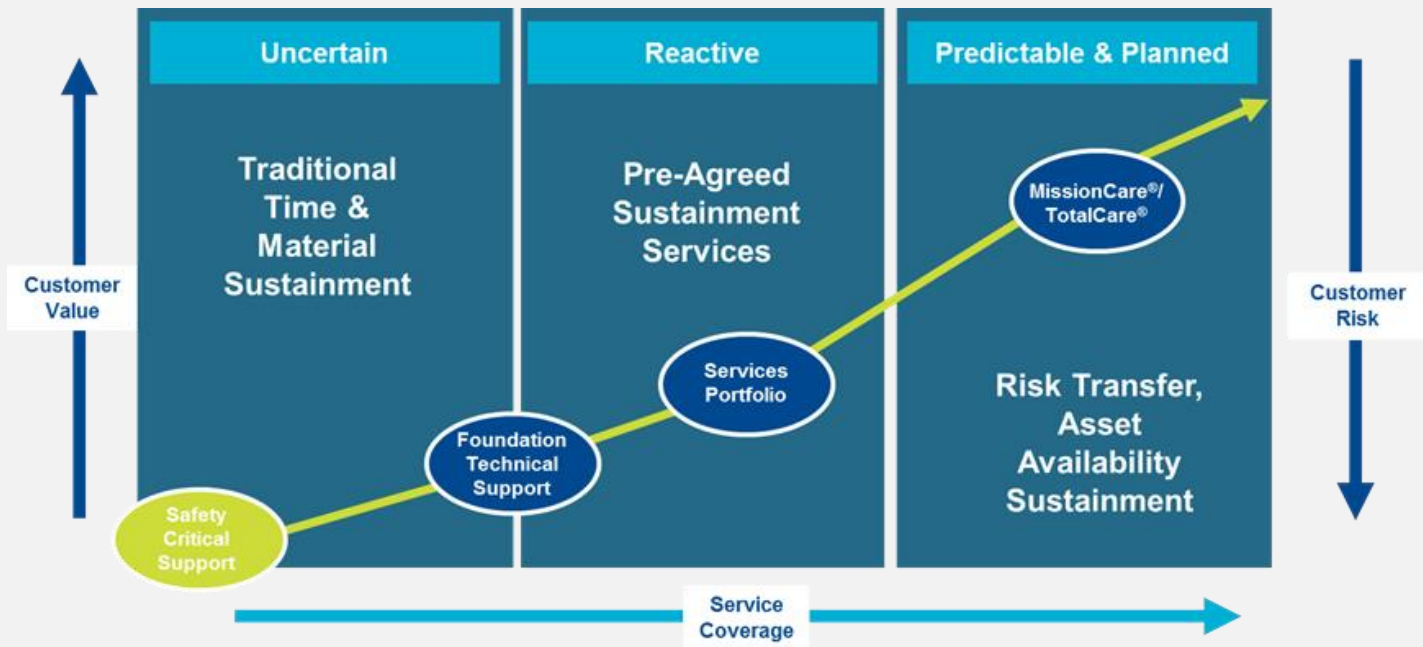 Uncertain
Reactive
Predictable & Planned
Traditional
Time &
Material
Sustainment
Pre-Agreed
Sustainment
Services
MissionCare®/
TotalCare®
Customer
Value
Customer
Risk
Services
Portfolio
Risk Transfer,
Asset
Availability
Sustainment
Foundation
Technical
Support
Safety
Critical
Support
Service
Coverage